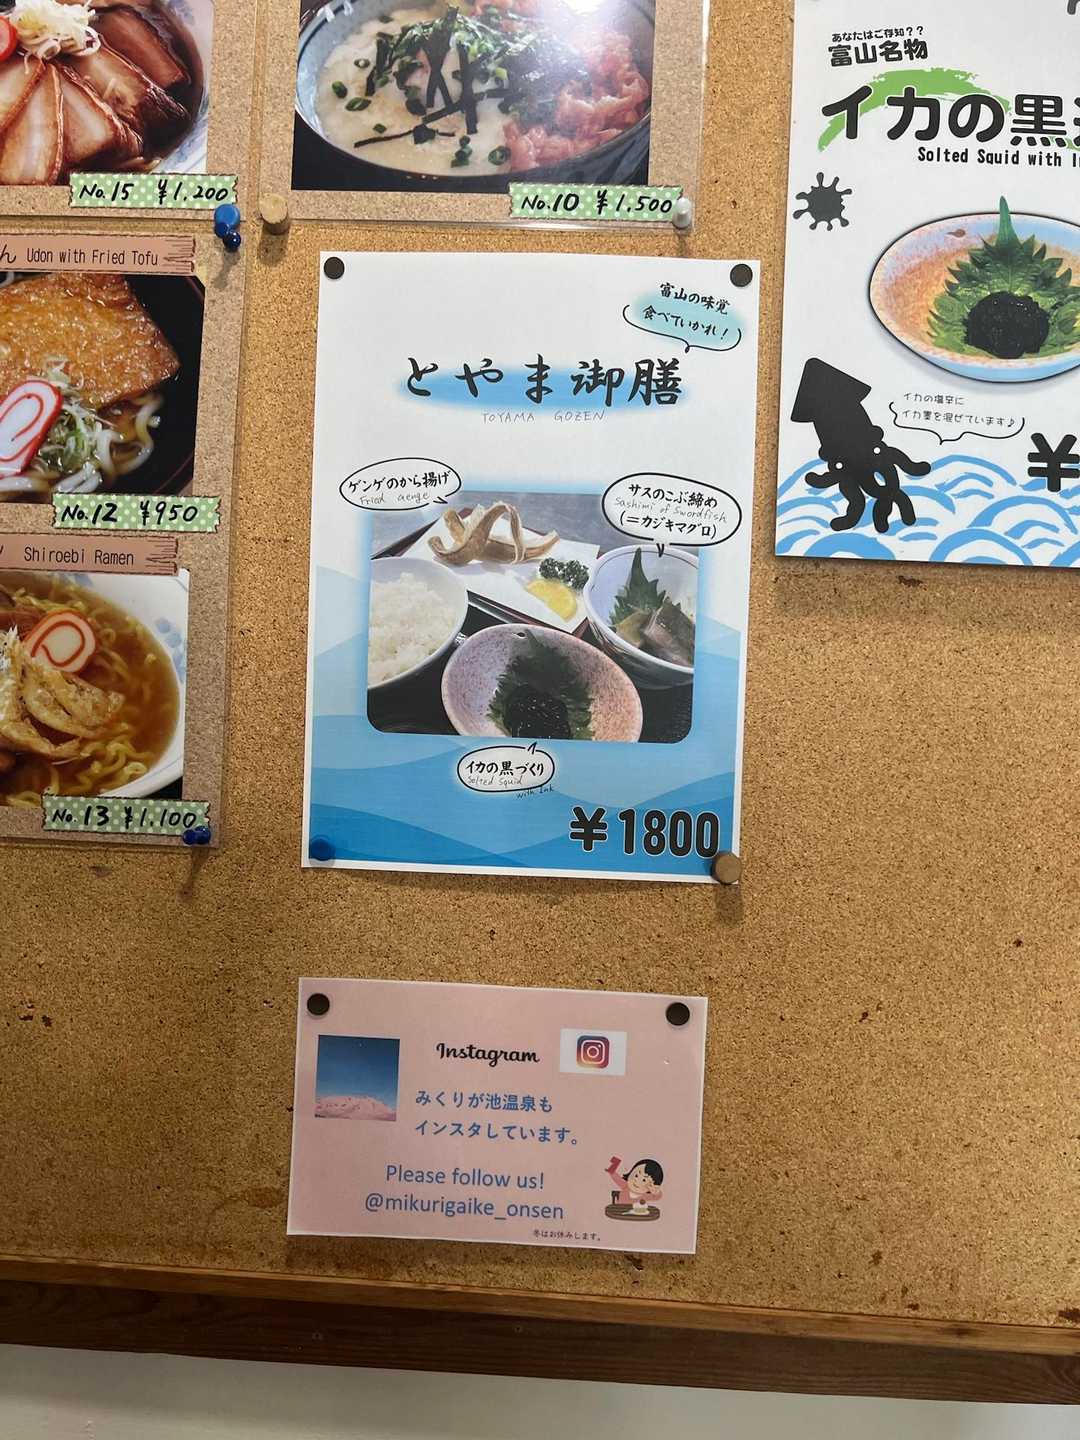 No.15 ¥1,200
No.10 ¥1,500
Udon with Fried Tofu
No.12 ¥950
Shiroebi Ramen
No.13 ¥1,100
富山の味覚
食べていかれ!
とやま御膳
TOYAMA GOZEN
ゲンゲのから揚げ
Fried Genge
サスのこぶ締め
Sashimi of Swordfish
(=カジキマグロ)
イカの黒づくり
Solted Squid
with Ink
¥1800
あなたはご存知??
富山名物
イカの黒
Solted Squid with
イカの塩辛に
イカ墨を混ぜています♪
¥
Instagram
みくりが池温泉も
インスタしています。
Please follow us!
@mikurigaike_onsen
冬はお休みします。